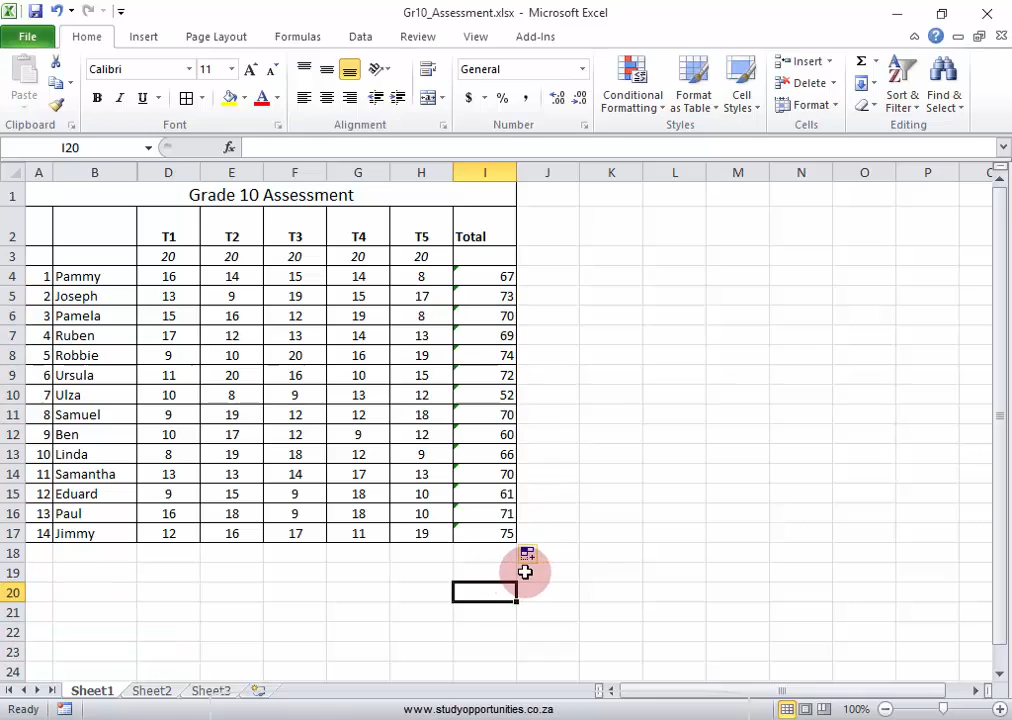 Gr10_Assessment.xlsx - Microsoft Excel
File Home Insert Page Layout Formulas Data Review View Add-Ins
Paste
Calibri 11 A A
B I U A
General
$ % ,
Conditional Formatting
Format as Table
Cell Styles
Insert
Delete
Format
Σ
Sort & Filter
Find & Select
Clipboard Font Alignment Number Styles Cells Editing
I20 fx
A B D E F G H I J K L M N O P
1 Grade 10 Assessment
2 T1 T2 T3 T4 T5 Total
3 20 20 20 20 20
4 1 Pammy 16 14 15 14 8 67
5 2 Joseph 13 9 19 15 17 73
6 3 Pamela 15 16 12 19 8 70
7 4 Ruben 17 12 13 14 13 69
8 5 Robbie 9 10 20 16 19 74
9 6 Ursula 11 20 16 10 15 72
10 7 Ulza 10 8 9 13 12 52
11 8 Samuel 9 19 12 12 18 70
12 9 Ben 10 17 12 9 12 60
13 10 Linda 8 19 18 12 9 66
14 11 Samantha 13 13 14 17 13 70
15 12 Eduard 9 15 9 18 10 61
16 13 Paul 16 18 9 18 10 71
17 14 Jimmy 12 16 17 11 19 75
18
19
20
21
22
23
24
Sheet1 Sheet2 Sheet3
Ready www.studyopportunities.co.za 100%